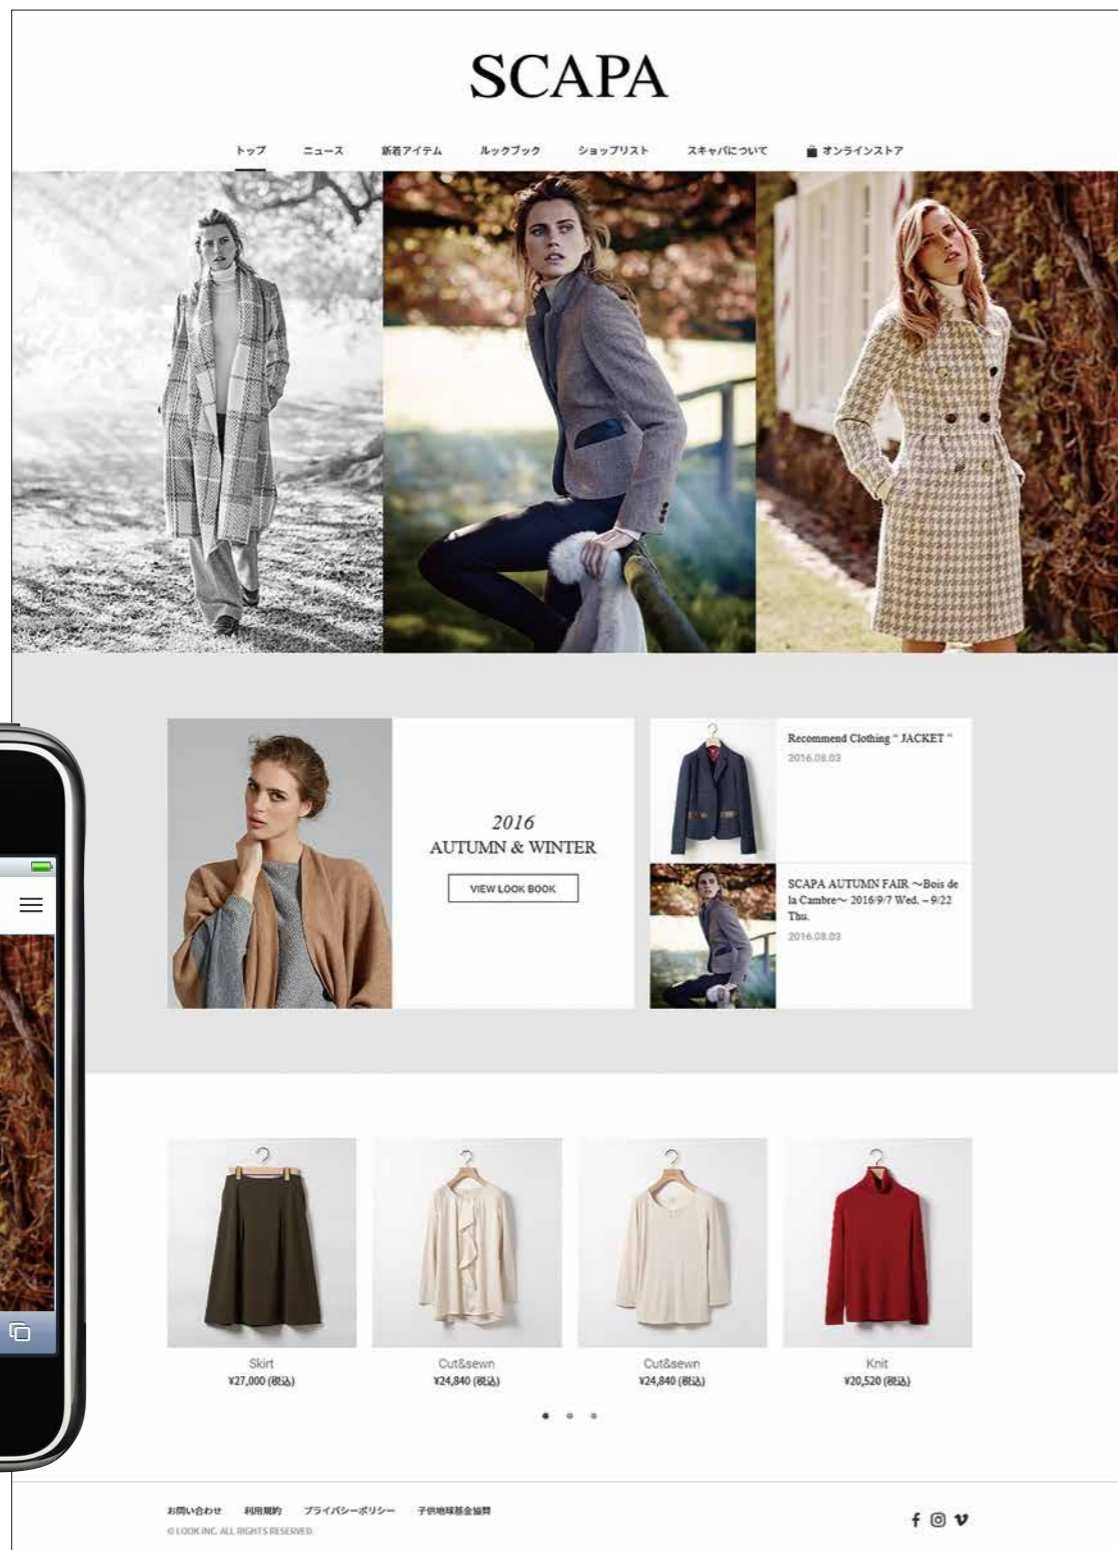 SCAPA
トップ ニュース 新着アイテム ルックブック ショップリスト スキャパについて オンラインストア
2016
AUTUMN & WINTER
VIEW LOOK BOOK
Recommend Clothing “ JACKET ”
2016.08.03
SCAPA AUTUMN FAIR ～Bois de
la Cambre～ 2016/9/7 Wed. – 9/22
Thu.
2016.08.03
Skirt
¥27,000 (税込)
Cut&sewn
¥24,840 (税込)
Cut&sewn
¥24,840 (税込)
Knit
¥20,520 (税込)
お問い合わせ 利用規約 プライバシーポリシー 子供地球基金協賛
© LOOK INC. ALL RIGHTS RESERVED.